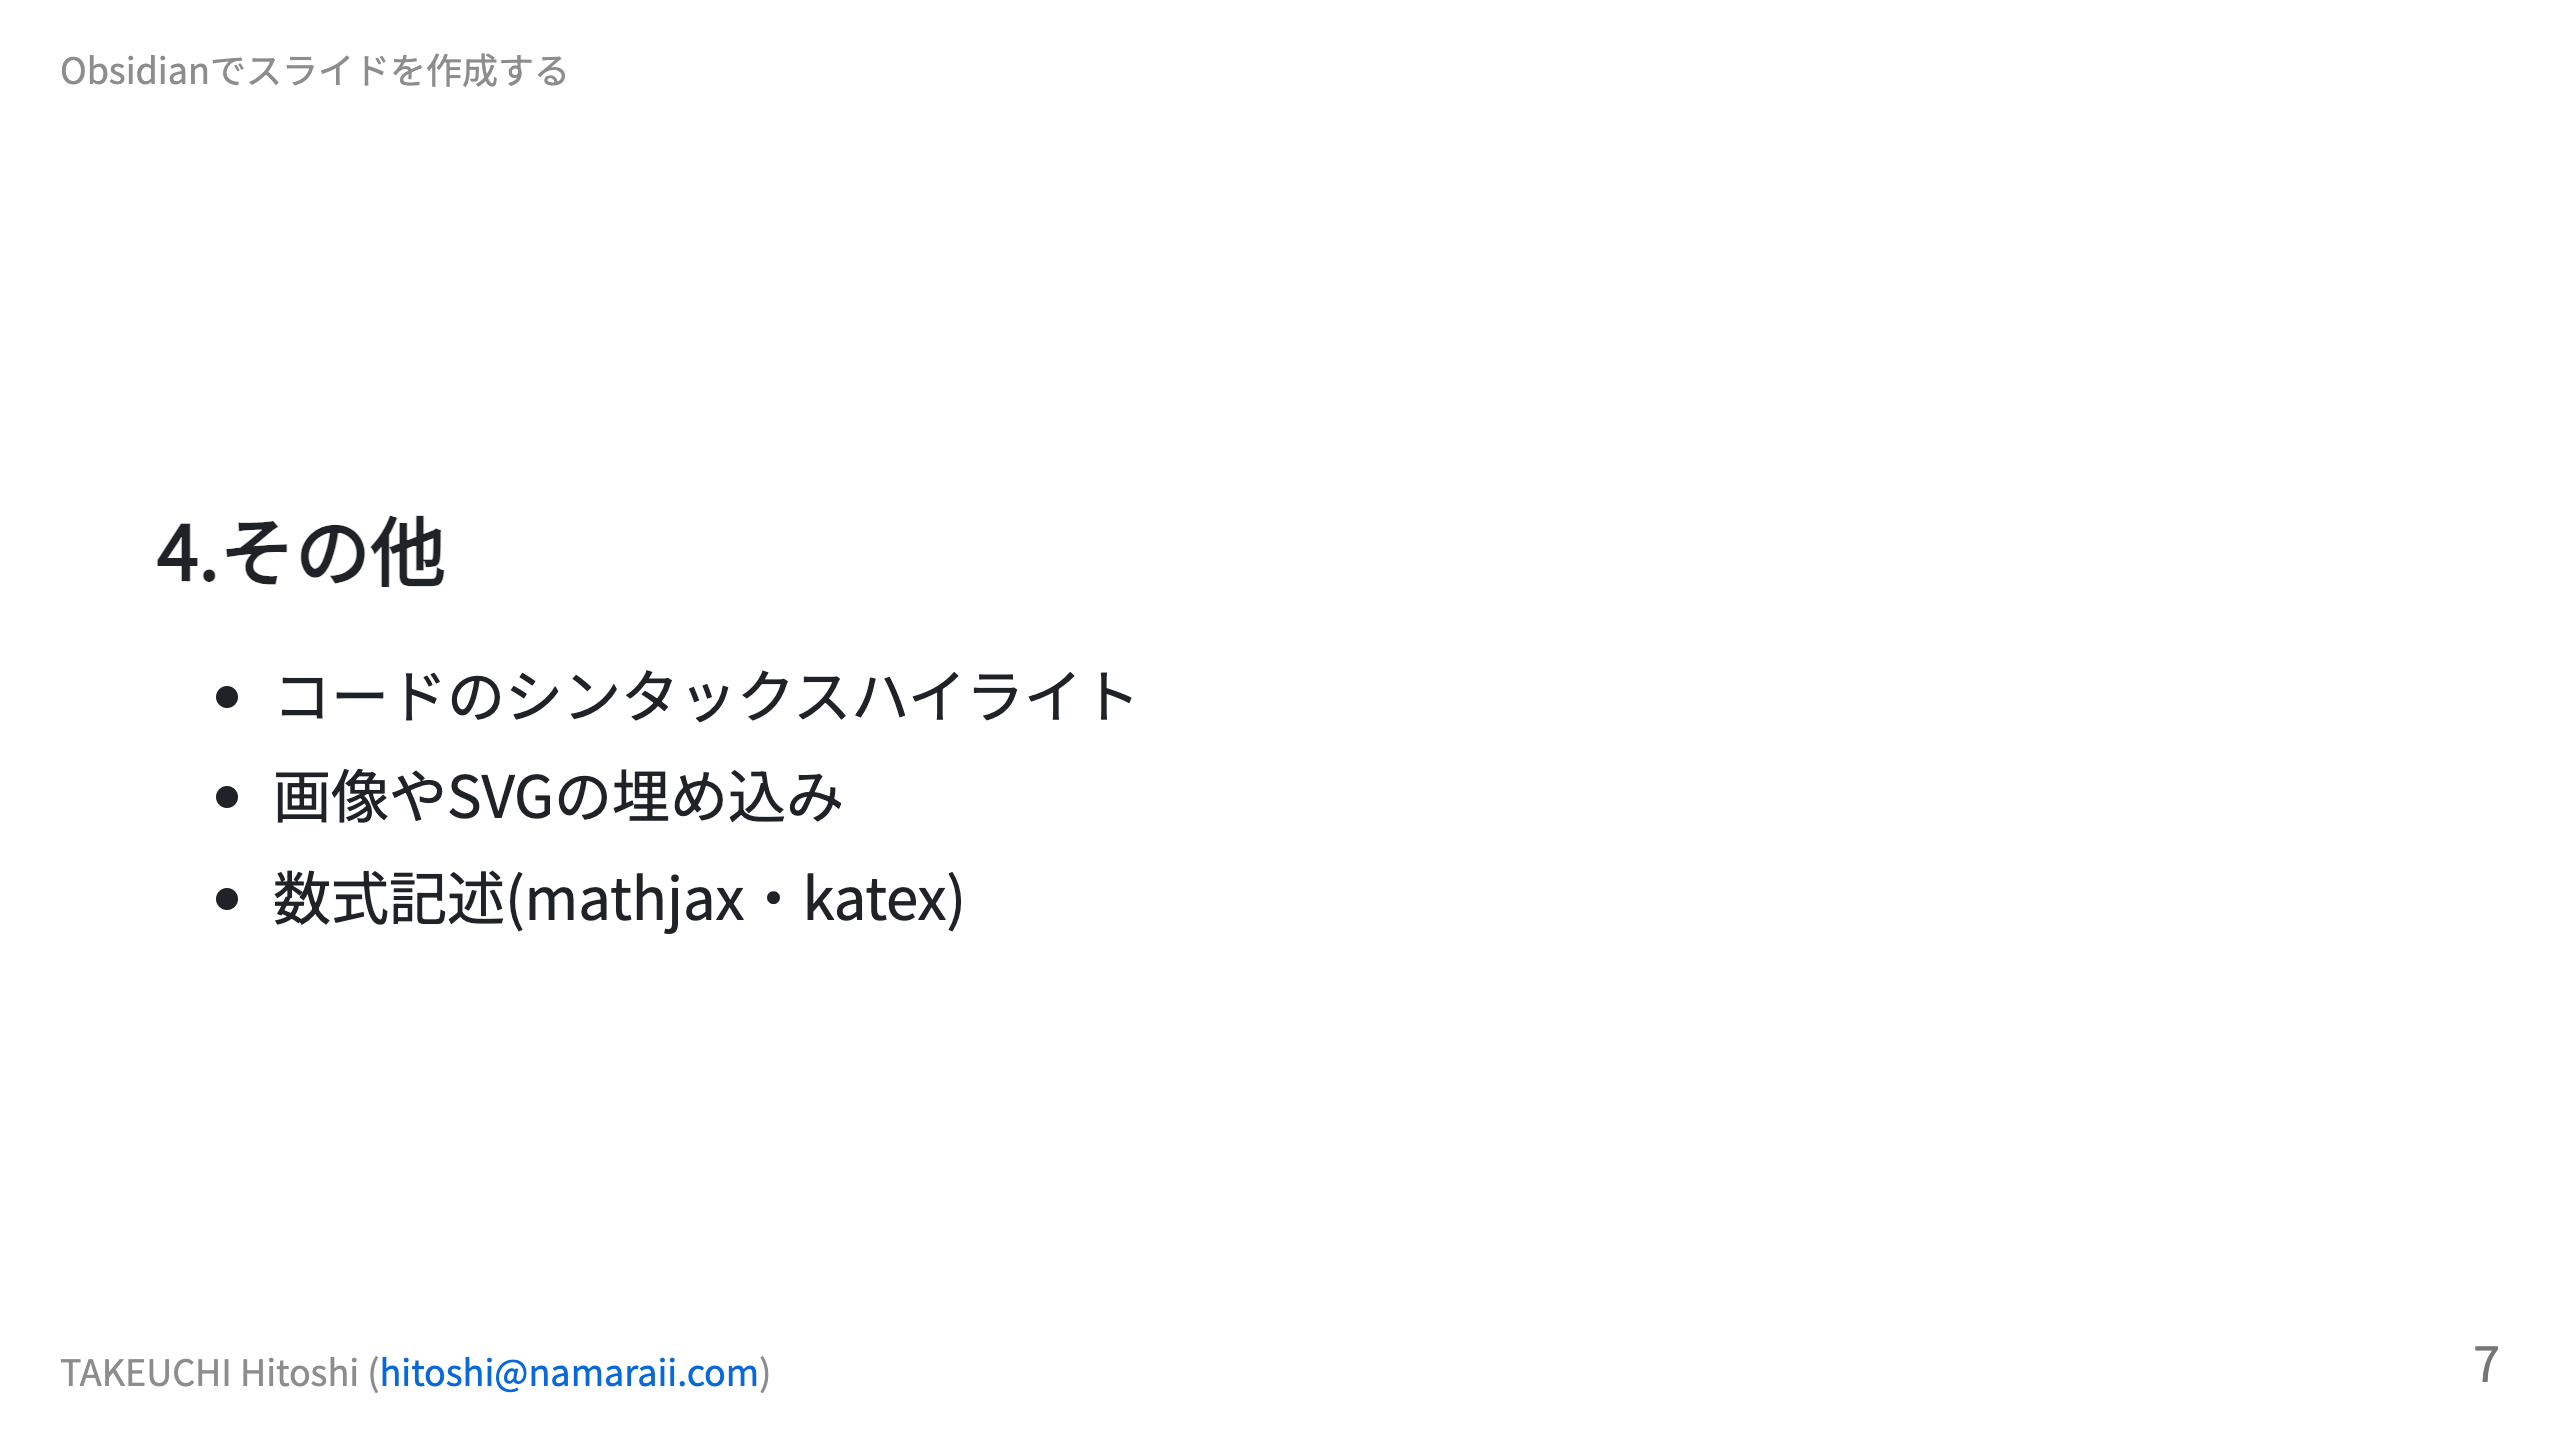 Obsidianでスライドを作成する
4.その他
• コードのシンタックスハイライト
• 画像やSVGの埋め込み
• 数式記述(mathjax・katex)
TAKEUCHI Hitoshi (hitoshi@namaraii.com)
7